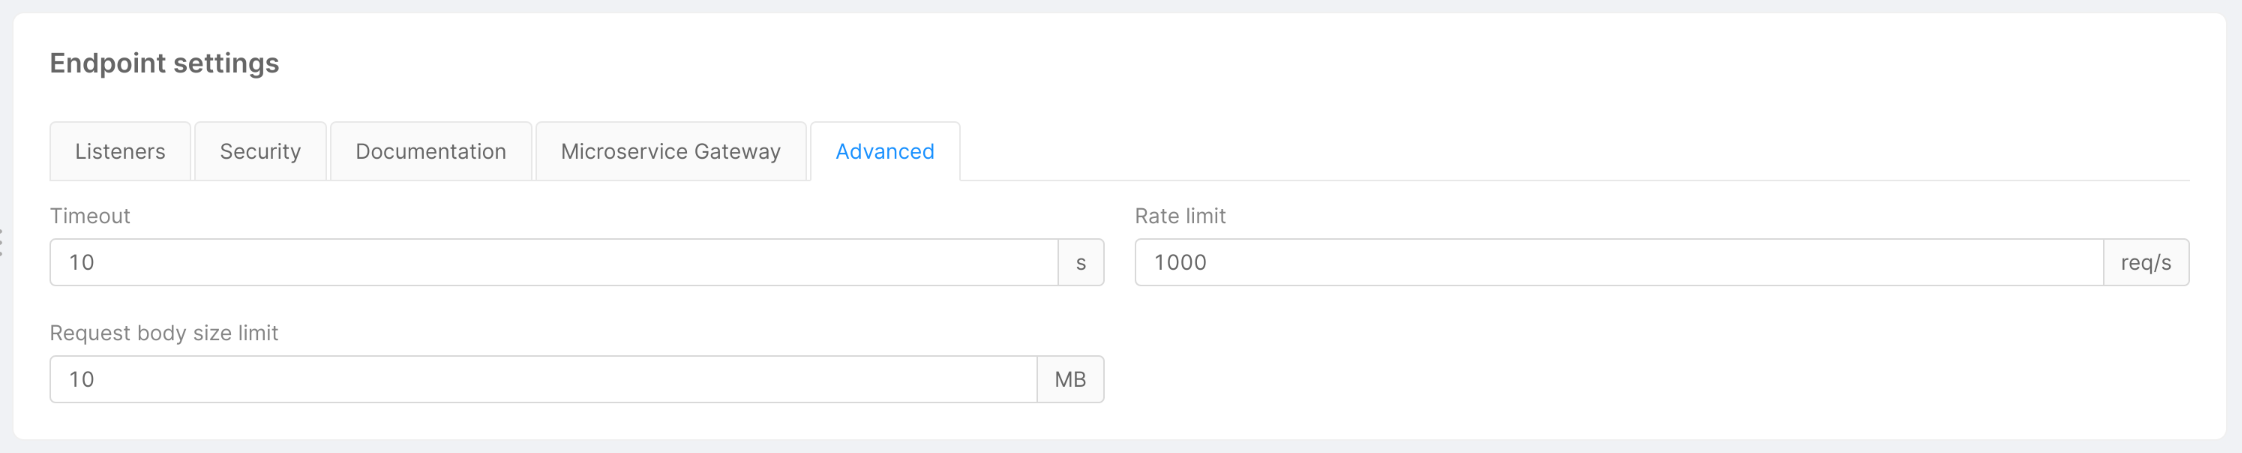 Endpoint settings
Listeners Security Documentation Microservice Gateway Advanced
Timeout Rate limit
10 s 1000 req/s
Request body size limit
10 MB